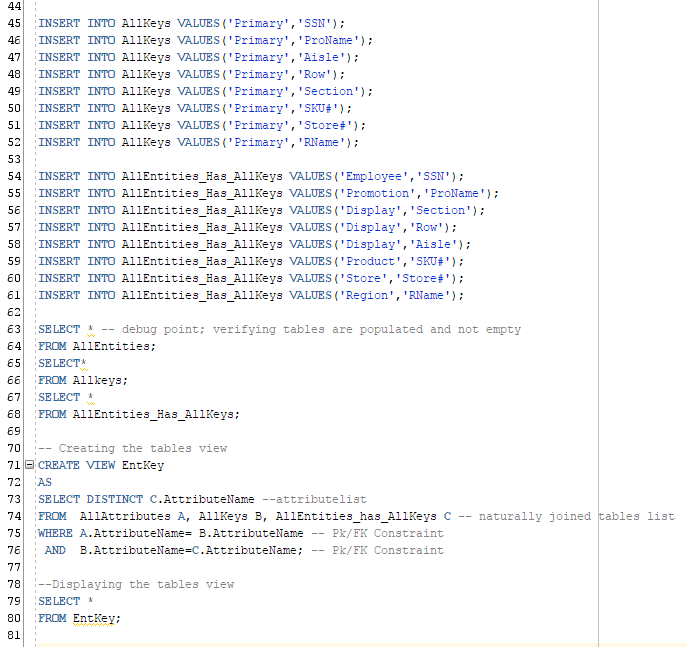 44
45 INSERT INTO AllKeys VALUES('Primary','SSN');
46 INSERT INTO AllKeys VALUES('Primary','ProName');
47 INSERT INTO AllKeys VALUES('Primary','Aisle');
48 INSERT INTO AllKeys VALUES('Primary','Row');
49 INSERT INTO AllKeys VALUES('Primary','Section');
50 INSERT INTO AllKeys VALUES('Primary','SKU#');
51 INSERT INTO AllKeys VALUES('Primary','Store#');
52 INSERT INTO AllKeys VALUES('Primary','RName');
53
54 INSERT INTO AllEntities_Has_AllKeys VALUES('Employee','SSN');
55 INSERT INTO AllEntities_Has_AllKeys VALUES('Promotion','ProName');
56 INSERT INTO AllEntities_Has_AllKeys VALUES('Display','Section');
57 INSERT INTO AllEntities_Has_AllKeys VALUES('Display','Row');
58 INSERT INTO AllEntities_Has_AllKeys VALUES('Display','Aisle');
59 INSERT INTO AllEntities_Has_AllKeys VALUES('Product','SKU#');
60 INSERT INTO AllEntities_Has_AllKeys VALUES('Store','Store#');
61 INSERT INTO AllEntities_Has_AllKeys VALUES('Region','RName');
62
63 SELECT * -- debug point; verifying tables are populated and not empty
64 FROM AllEntities;
65 SELECT*
66 FROM Allkeys;
67 SELECT *
68 FROM AllEntities_Has_AllKeys;
69
70 -- Creating the tables view
71 CREATE VIEW EntKey
72 AS
73 SELECT DISTINCT C.AttributeName --attributelist
74 FROM  AllAttributes A, AllKeys B, AllEntities_has_AllKeys C -- naturally joined tables list
75 WHERE A.AttributeName= B.AttributeName -- Pk/FK Constraint
76  AND  B.AttributeName=C.AttributeName; -- Pk/FK Constraint
77
78 --Displaying the tables view
79 SELECT *
80 FROM EntKey;
81